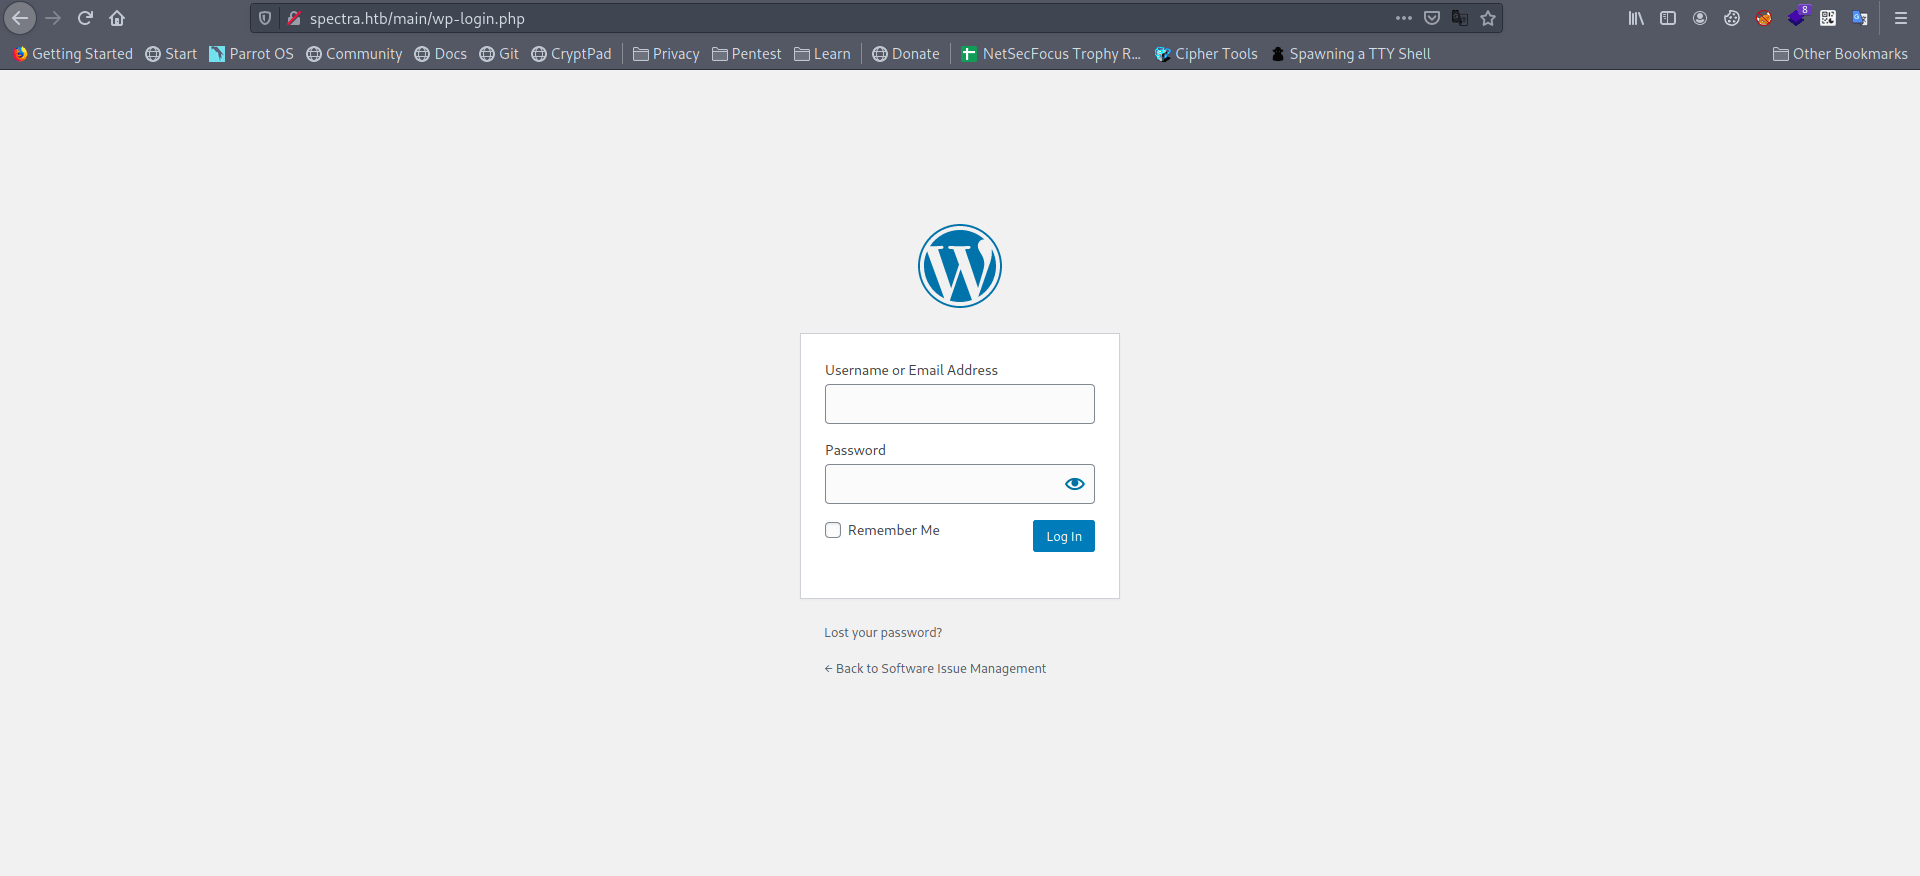 spectra.htb/main/wp-login.php
8
Getting Started Start Parrot OS Community Docs Git CryptPad Privacy Pentest Learn Donate NetSecFocus Trophy R... Cipher Tools Spawning a TTY Shell Other Bookmarks
Username or Email Address
Password
Remember Me Log In
Lost your password?
← Back to Software Issue Management